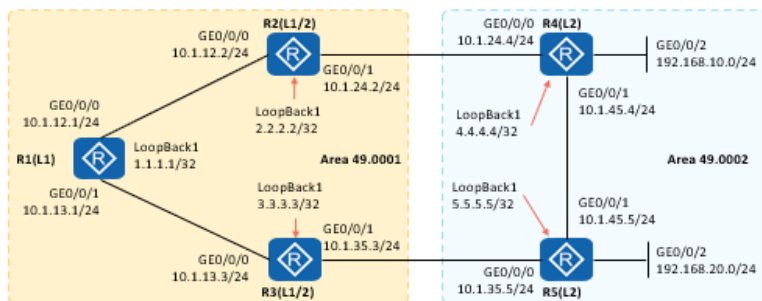 R2(L1/2)
GE0/0/0
10.1.12.2/24
GE0/0/1
10.1.24.2/24
LoopBack1
2.2.2.2/32
GE0/0/0
10.1.12.1/24
R1(L1)
LoopBack1
1.1.1.1/32
GE0/0/1
10.1.13.1/24
Area 49.0001
LoopBack1
3.3.3.3/32
GE0/0/1
10.1.35.3/24
GE0/0/0
10.1.13.3/24
R3(L1/2)
R4(L2)
GE0/0/0
10.1.24.4/24
GE0/0/2
192.168.10.0/24
GE0/0/1
10.1.45.4/24
LoopBack1
4.4.4.4/32
Area 49.0002
LoopBack1
5.5.5.5/32
GE0/0/1
10.1.45.5/24
GE0/0/0
10.1.35.5/24
R5(L2)
GE0/0/2
192.168.20.0/24
R
R
R
R
R